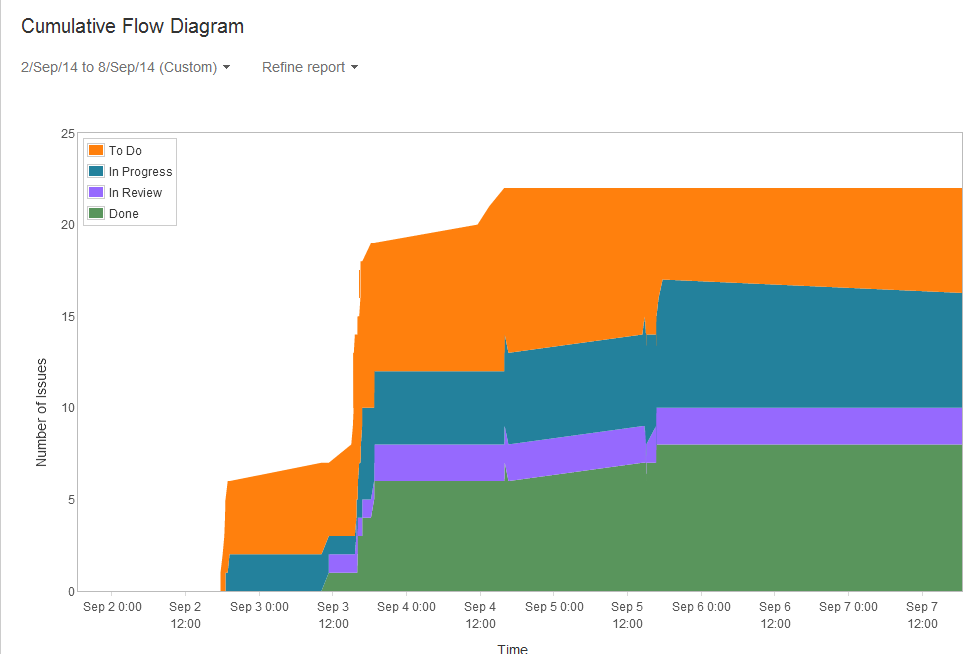 Cumulative Flow Diagram
2/Sep/14 to 8/Sep/14 (Custom) Refine report
25
To Do
In Progress
In Review
Done
20
15
10
5
0
Number of Issues
Sep 2 0:00 Sep 2 12:00 Sep 3 0:00 Sep 3 12:00 Sep 4 0:00 Sep 4 12:00 Sep 5 0:00 Sep 5 12:00 Sep 6 0:00 Sep 6 12:00 Sep 7 0:00 Sep 7 12:00
Time